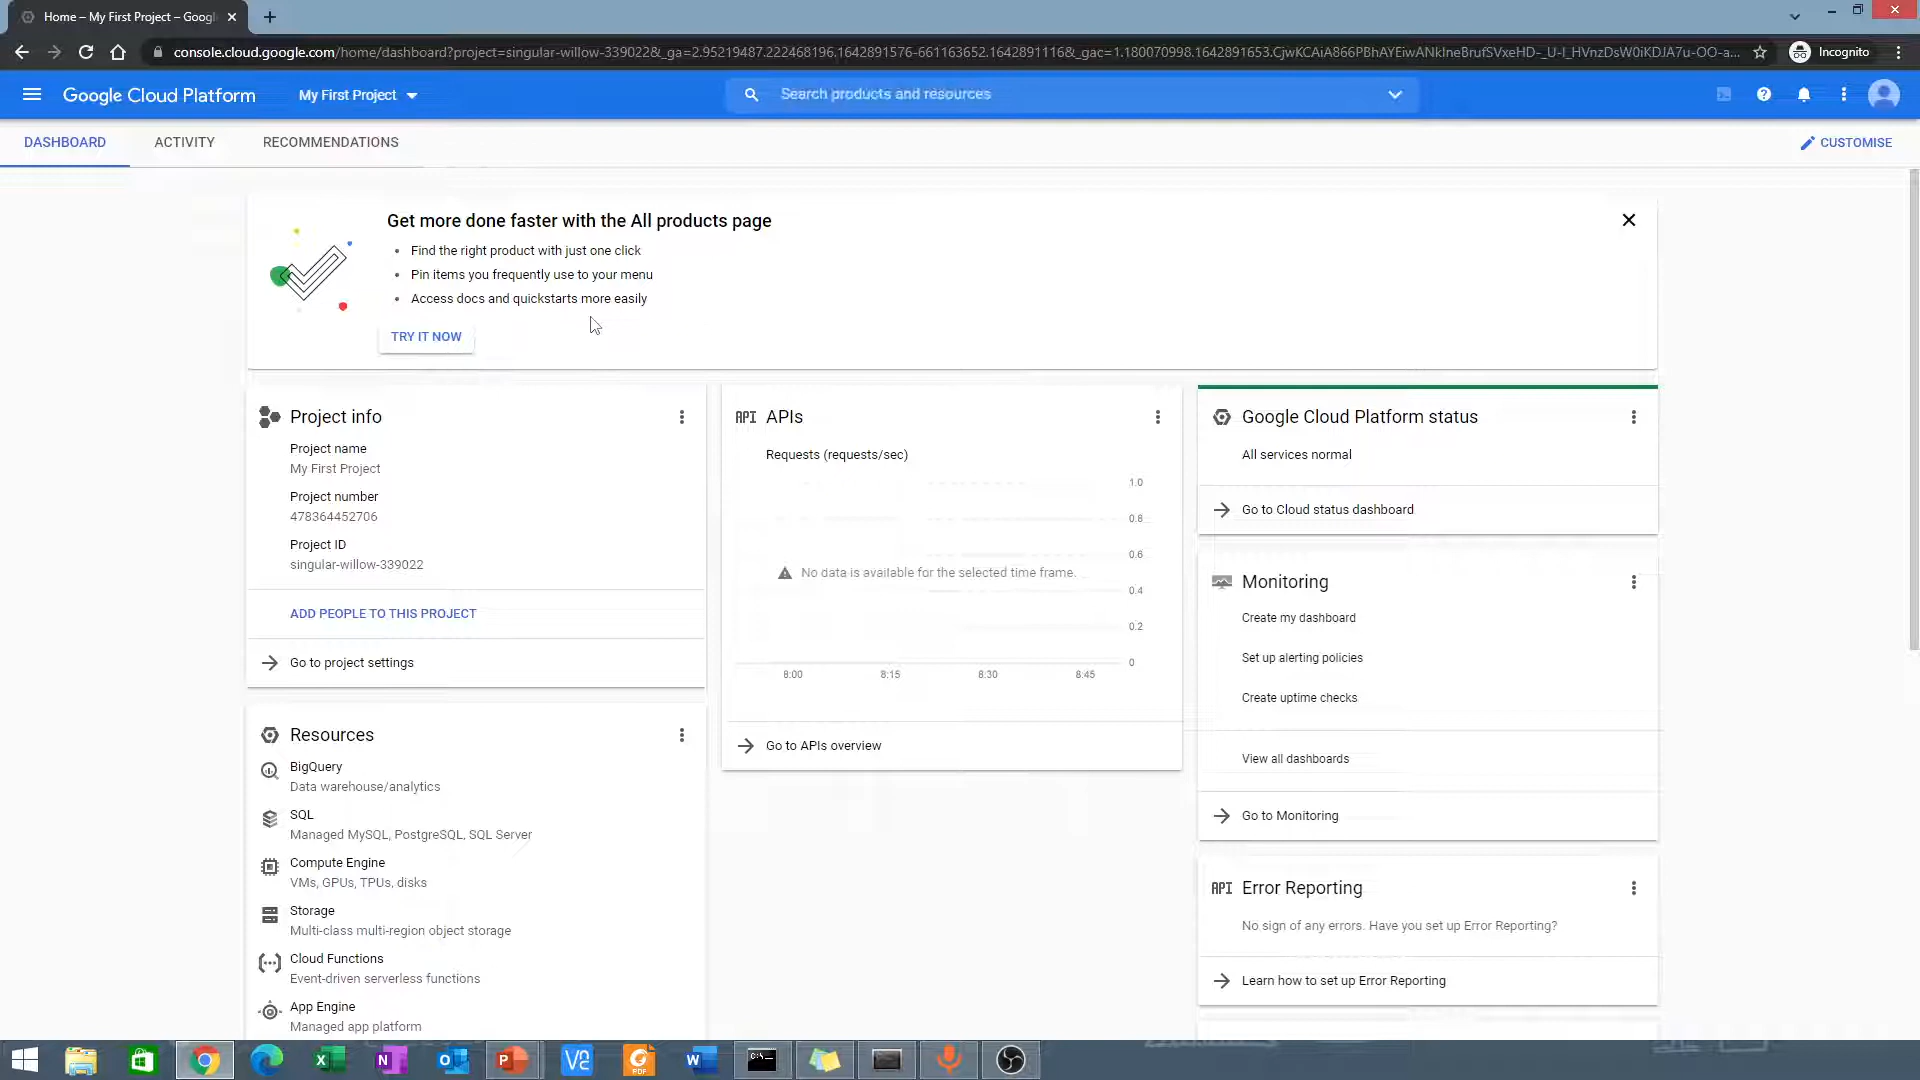 Home – My First Project – Googl
console.cloud.google.com/home/dashboard?project=singular-willow-339022&_ga=2.95219487.222468196.1642891576-661163652.1642891116&_gac=1.180070998.1642891653.CjwKCAiA866PBhAYEiwANkIneBrufSVxeHD-_U-I_HVnzDsW0iKDJA7u-OO-a...
Incognito
Google Cloud Platform
My First Project
Search products and resources
DASHBOARD
ACTIVITY
RECOMMENDATIONS
CUSTOMISE
Get more done faster with the All products page
• Find the right product with just one click
• Pin items you frequently use to your menu
• Access docs and quickstarts more easily
TRY IT NOW
Project info
Project name
My First Project
Project number
478364452706
Project ID
singular-willow-339022
ADD PEOPLE TO THIS PROJECT
Go to project settings
Resources
BigQuery
Data warehouse/analytics
SQL
Managed MySQL, PostgreSQL, SQL Server
Compute Engine
VMs, GPUs, TPUs, disks
Storage
Multi-class multi-region object storage
Cloud Functions
Event-driven serverless functions
App Engine
Managed app platform
API APIs
Requests (requests/sec)
1.0
0.8
0.6
No data is available for the selected time frame.
0.4
0.2
0
8:00 8:15 8:30 8:45
Go to APIs overview
Google Cloud Platform status
All services normal
Go to Cloud status dashboard
Monitoring
Create my dashboard
Set up alerting policies
Create uptime checks
View all dashboards
Go to Monitoring
API Error Reporting
No sign of any errors. Have you set up Error Reporting?
Learn how to set up Error Reporting